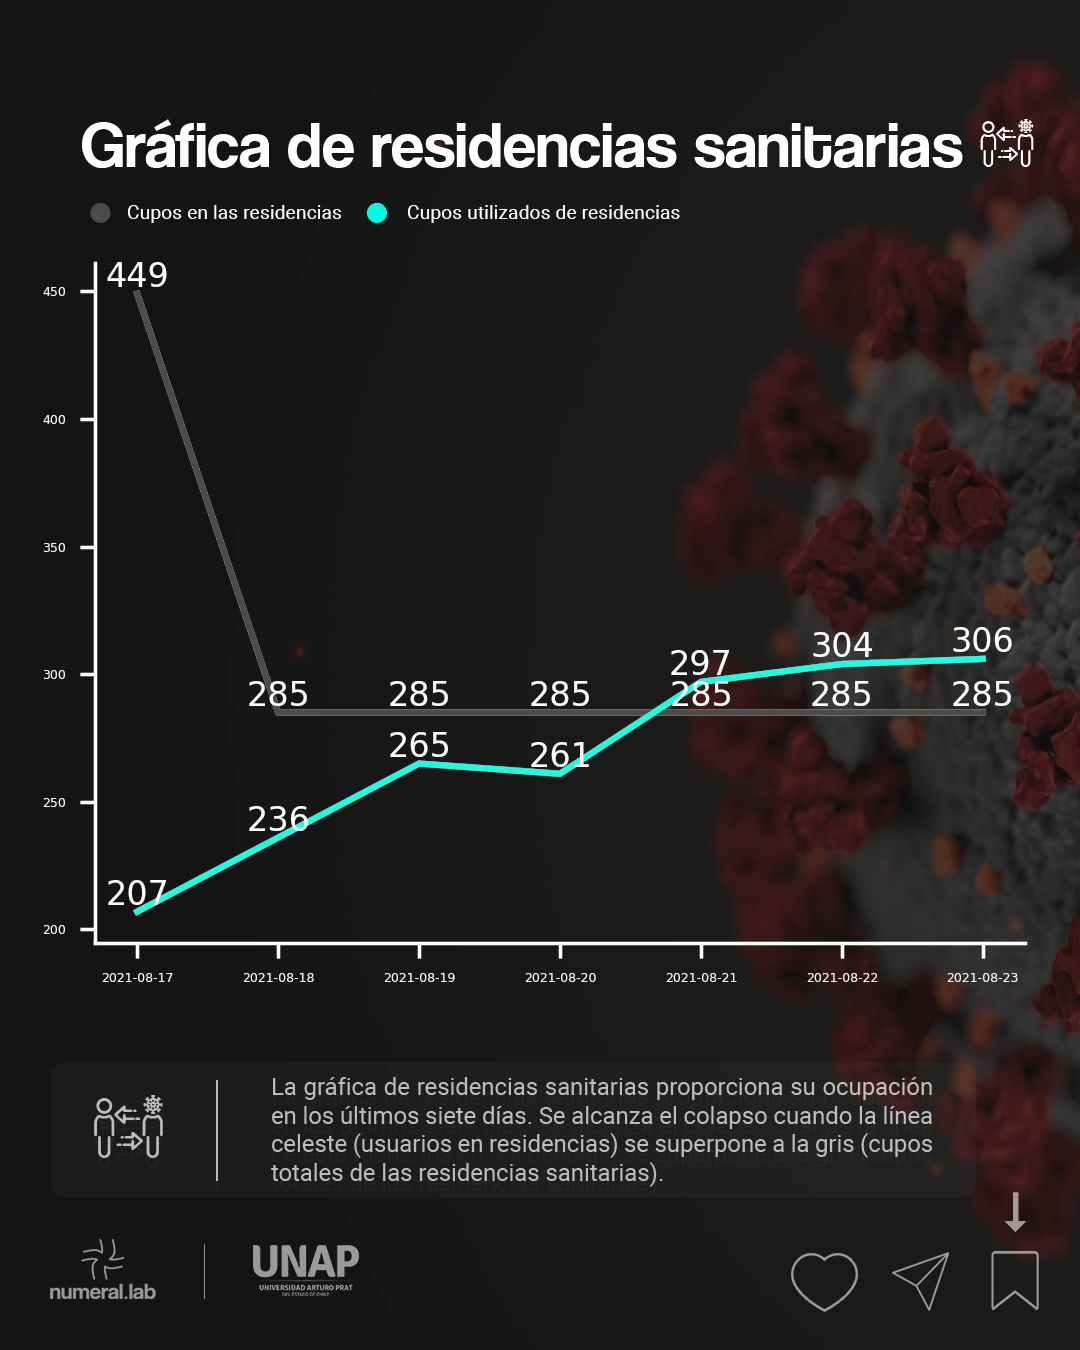 Gráfica de residencias sanitarias
Cupos en las residencias Cupos utilizados de residencias
449
450
400
350
300
250
200
306
304
297
285 285 285 285 285 285
265
261
236
207
2021-08-17 2021-08-18 2021-08-19 2021-08-20 2021-08-21 2021-08-22 2021-08-23
La gráfica de residencias sanitarias proporciona su ocupación
en los últimos siete días. Se alcanza el colapso cuando la línea
celeste (usuarios en residencias) se superpone a la gris (cupos
totales de las residencias sanitarias).
numeral.lab
UNAP
UNIVERSIDAD ARTURO PRAT
DEL ESTADO DE CHILE